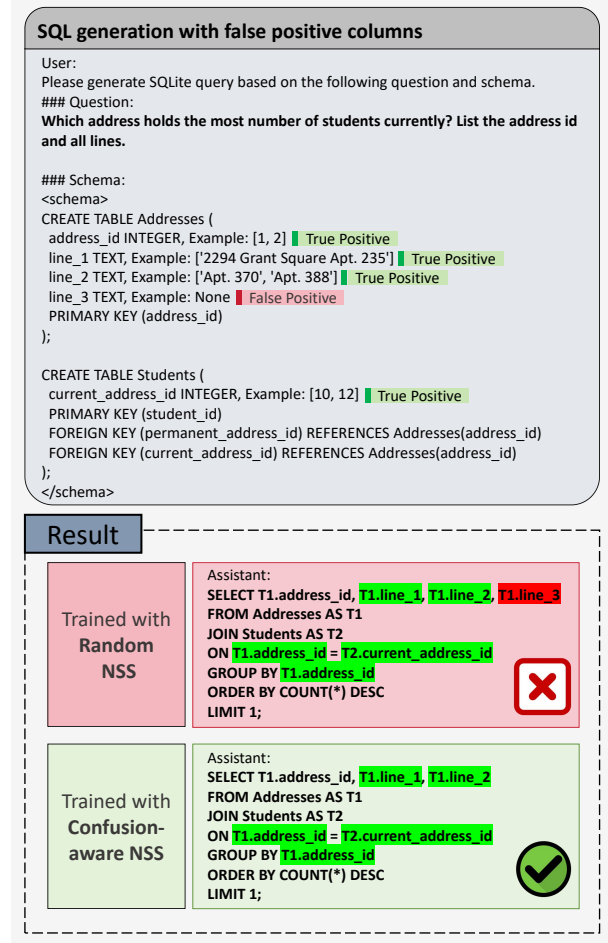 SQL generation with false positive columns
User:
Please generate SQLite query based on the following question and schema.
### Question:
Which address holds the most number of students currently? List the address id
and all lines.
### Schema:
<schema>
CREATE TABLE Addresses (
address_id INTEGER, Example: [1, 2] True Positive
line_1 TEXT, Example: ['2294 Grant Square Apt. 235'] True Positive
line_2 TEXT, Example: ['Apt. 370', 'Apt. 388'] True Positive
line_3 TEXT, Example: None False Positive
PRIMARY KEY (address_id)
);
CREATE TABLE Students (
current_address_id INTEGER, Example: [10, 12] True Positive
PRIMARY KEY (student_id)
FOREIGN KEY (permanent_address_id) REFERENCES Addresses(address_id)
FOREIGN KEY (current_address_id) REFERENCES Addresses(address_id)
);
</schema>
Result
Trained with
Random
NSS
Assistant:
SELECT T1.address_id, T1.line_1, T1.line_2, T1.line_3
FROM Addresses AS T1
JOIN Students AS T2
ON T1.address_id = T2.current_address_id
GROUP BY T1.address_id
ORDER BY COUNT(*) DESC
LIMIT 1;
Trained with
Confusion-
aware NSS
Assistant:
SELECT T1.address_id, T1.line_1, T1.line_2
FROM Addresses AS T1
JOIN Students AS T2
ON T1.address_id = T2.current_address_id
GROUP BY T1.address_id
ORDER BY COUNT(*) DESC
LIMIT 1;